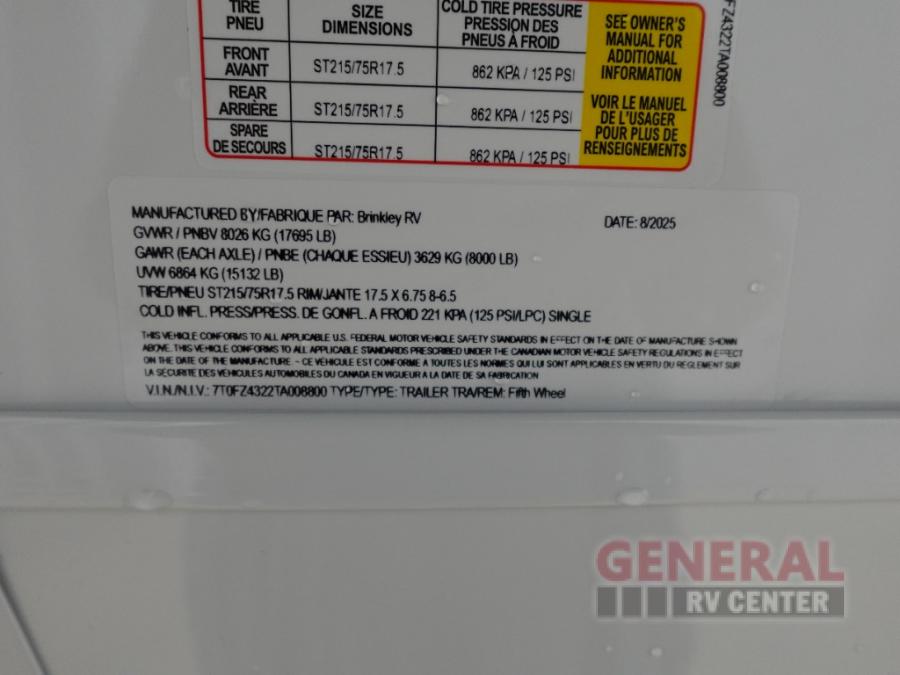 TIRE SIZE COLD TIRE PRESSURE
PNEU DIMENSIONS PRESSION DES
PNEUS À FROID
FRONT
AVANT ST215/75R17.5 862 KPA / 125 PSI
REAR
ARRIÈRE ST215/75R17.5 862 KPA / 125 PSI
SPARE
DE SECOURS ST215/75R17.5 862 KPA / 125 PSI
SEE OWNER'S
MANUAL FOR
ADDITIONAL
INFORMATION
VOIR LE MANUEL
DE L'USAGER
POUR PLUS DE
RENSEIGNEMENTS
FZ4322TA008800
MANUFACTURED BY/FABRIQUE PAR: Brinkley RV DATE: 8/2025
GVWR / PNBV 8026 KG (17695 LB)
GAWR (EACH AXLE) / PNBE (CHAQUE ESSIEU) 3629 KG (8000 LB)
UVW 6864 KG (15132 LB)
TIRE/PNEU ST215/75R17.5 RIM/JANTE 17.5 X 6.75 8-6.5
COLD INFL. PRESS/PRESS. DE GONFL. A FROID 221 KPA (125 PSI/LPC) SINGLE
THIS VEHICLE CONFORMS TO ALL APPLICABLE U.S. FEDERAL MOTOR VEHICLE SAFETY STANDARDS IN EFFECT ON THE DATE OF MANUFACTURE SHOWN
ABOVE. THIS VEHICLE CONFORMS TO ALL APPLICABLE STANDARDS PRESCRIBED UNDER THE CANADIAN MOTOR VEHICLE SAFETY REGULATIONS IN EFFECT
ON THE DATE OF THE MANUFACTURE - CE VEHICULE EST CONFORME A TOUTES LES NORMES QUI LUI SONT APPLICABLES EN VERTU DU REGLEMENT SUR
LA SÉCURITÉ DES VÉHICULES AUTOMOBILES DU CANADA EN VIGUEUR A LA DATE DE SA FABRICATION
V.I.N./N.I.V.: 7T0FZ4322TA008800 TYPE/TYPE: TRAILER TRA/REM: Fifth Wheel
GENERAL
RV CENTER